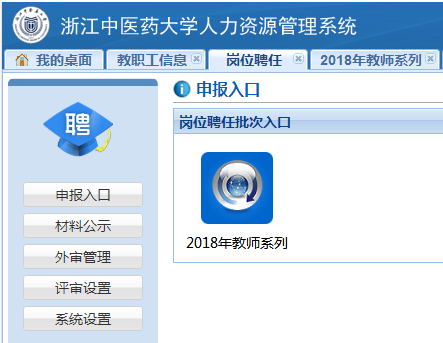 浙江中医药大学人力资源管理系统
我的桌面 教职工信息 岗位聘任 2018年教师系列
聘
申报入口
材料公示
外审管理
评审设置
系统设置
申报入口
岗位聘任批次入口
2018年教师系列